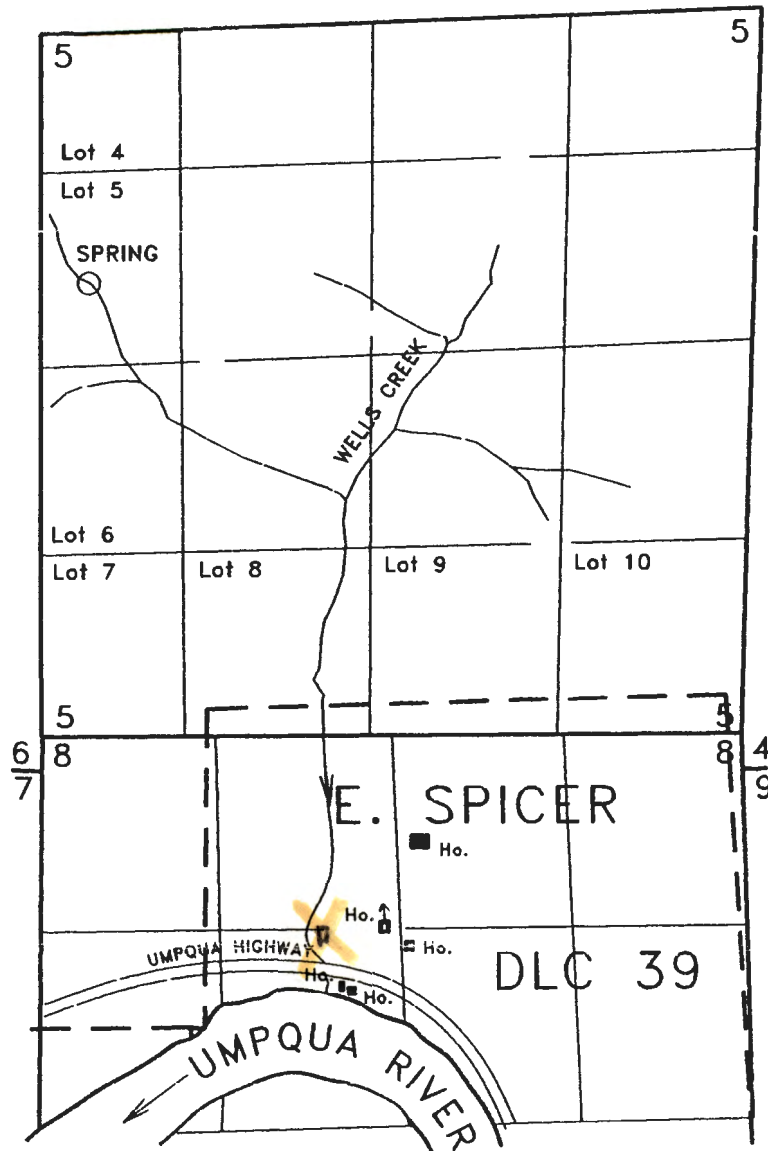 5 5
Lot 4
Lot 5
SPRING
WELLS CREEK
Lot 6
Lot 7 Lot 8 Lot 9 Lot 10
5 5
6 8 8 4
7 9
E. SPICER
Ho.
Ho.
UMPQUA HIGHWAY Ho.
DLC 39
Ho.
Ho.
UMPQUA RIVER